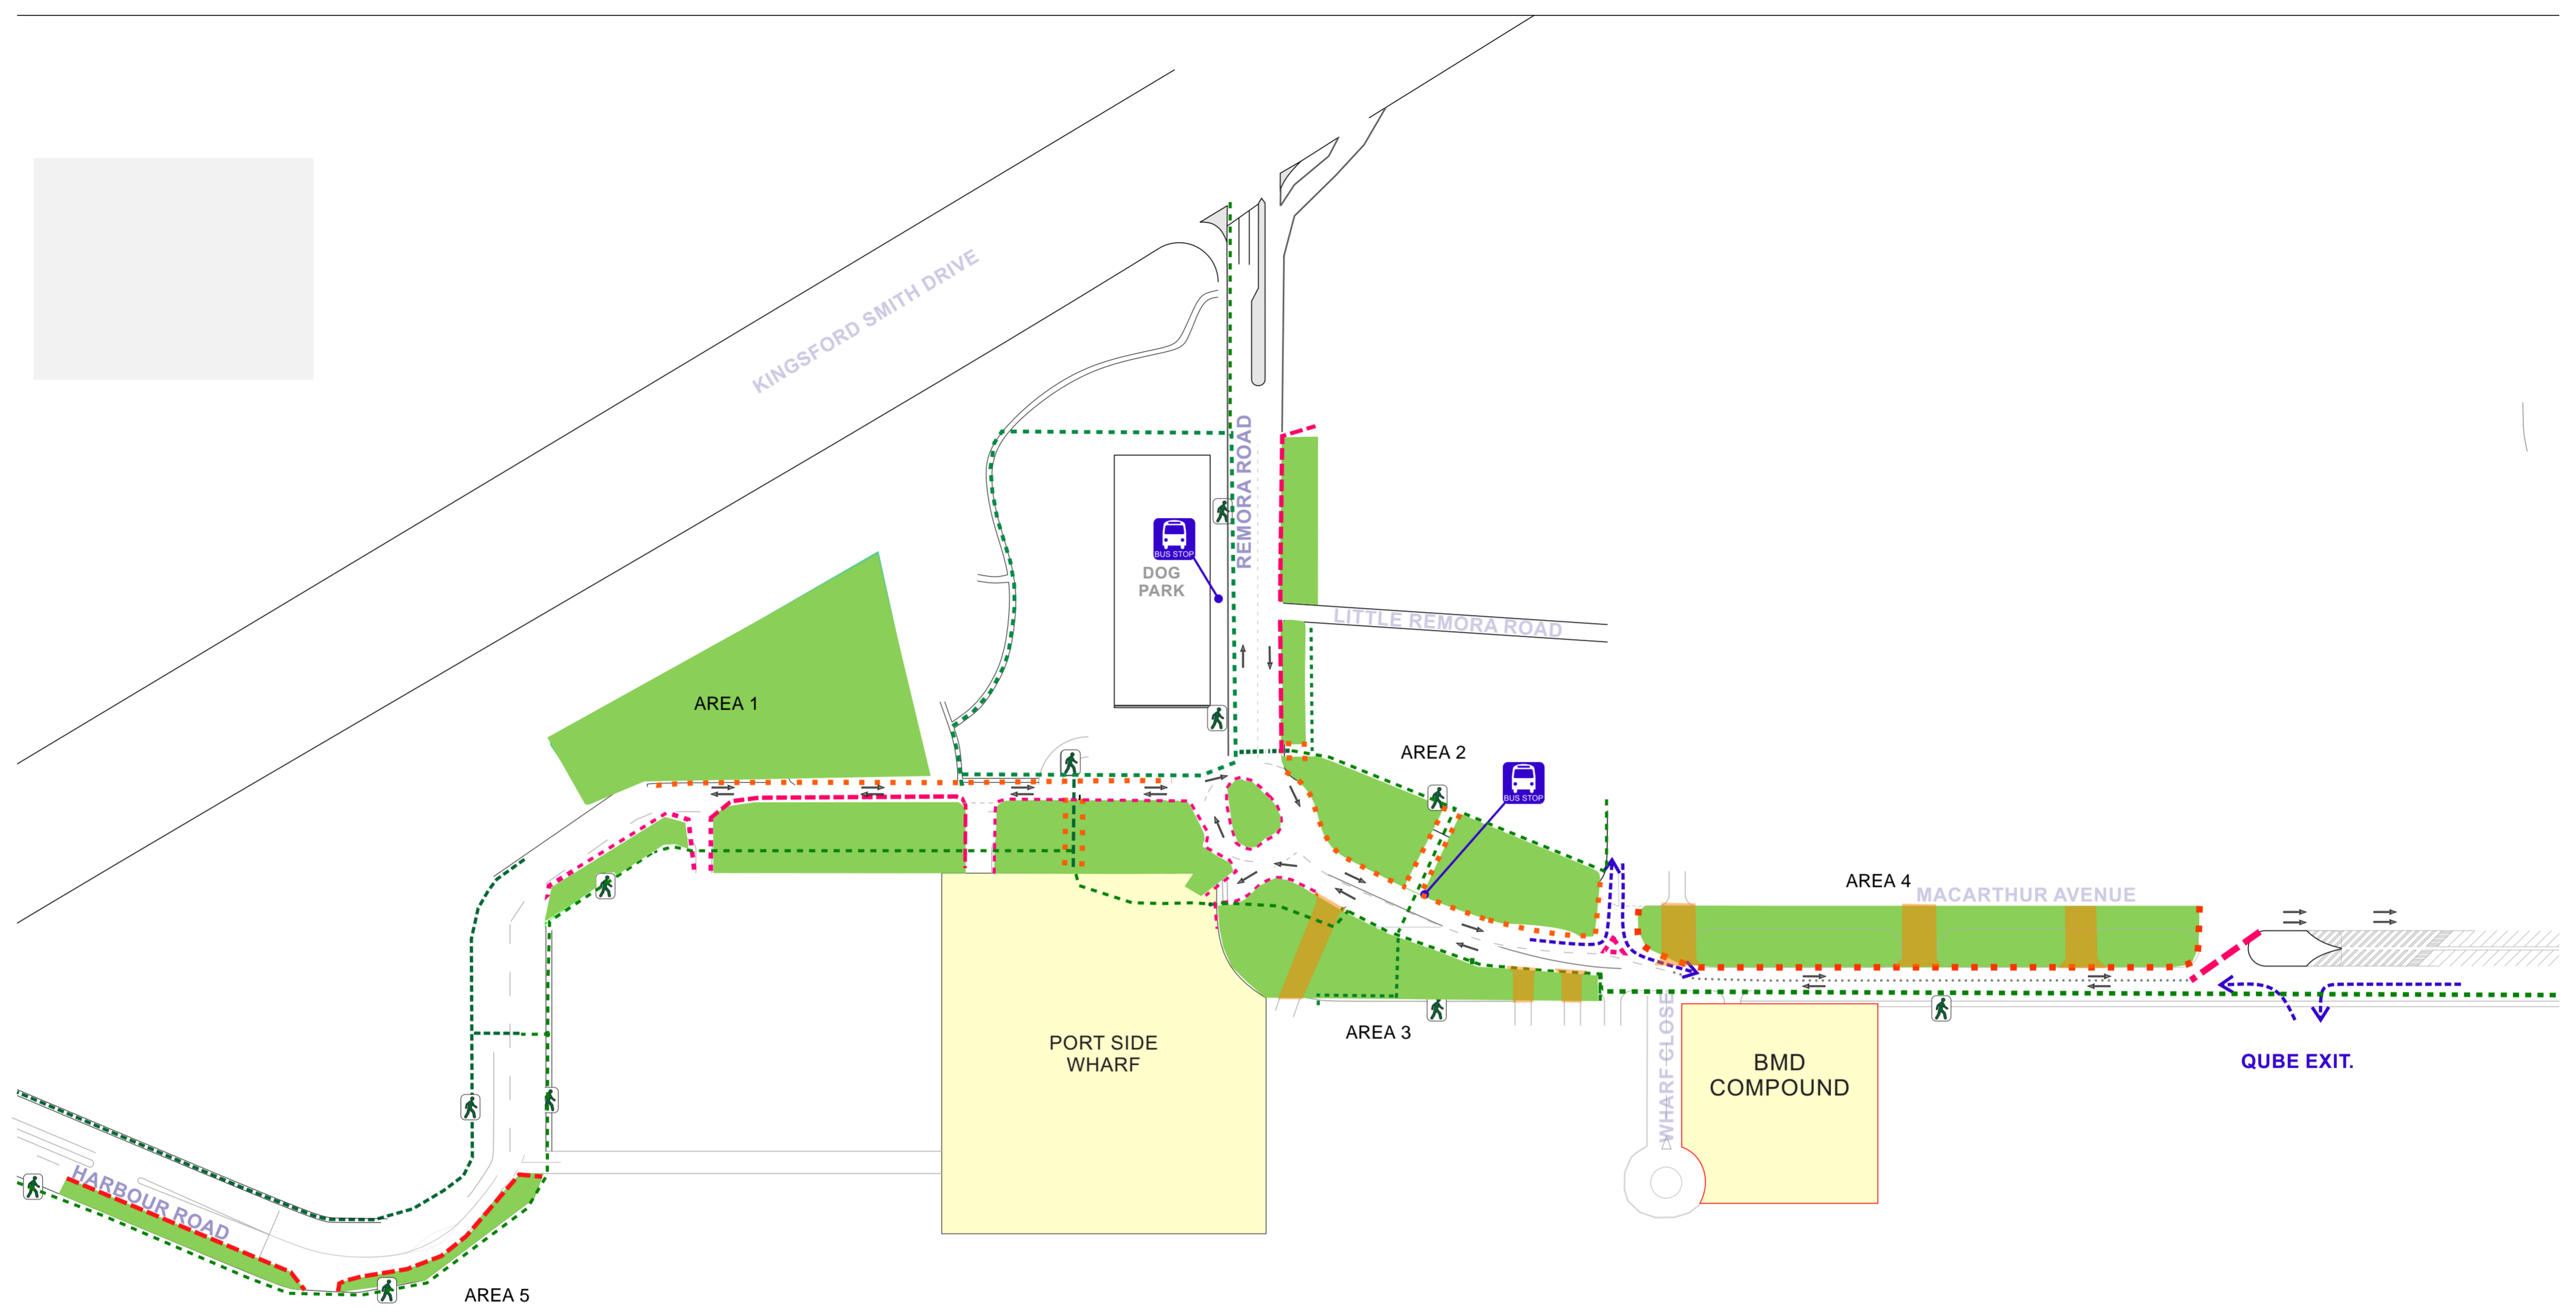 KINGSFORD SMITH DRIVE
REMORA ROAD
BUS STOP
DOG
PARK
LITTLE REMORA ROAD
AREA 1
AREA 2
BUS STOP
AREA 4
MACARTHUR AVENUE
AREA 3
PORT SIDE
WHARF
WHARF CLOSE
BMD
COMPOUND
QUBE EXIT.
HARBOUR ROAD
AREA 5